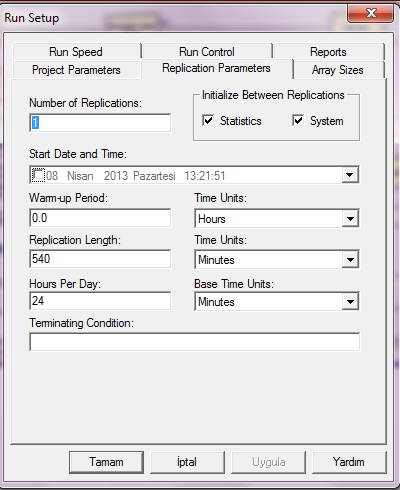 Run Setup
Run Speed Run Control Reports
Project Parameters Replication Parameters Array Sizes
Number of Replications:
Initialize Between Replications
1
Statistics System
Start Date and Time:
08 Nisan 2013 Pazartesi 13:21:51
Warm-up Period: Time Units:
0.0 Hours
Replication Length: Time Units:
540 Minutes
Hours Per Day: Base Time Units:
24 Minutes
Terminating Condition:
Tamam İptal Uygula Yardım